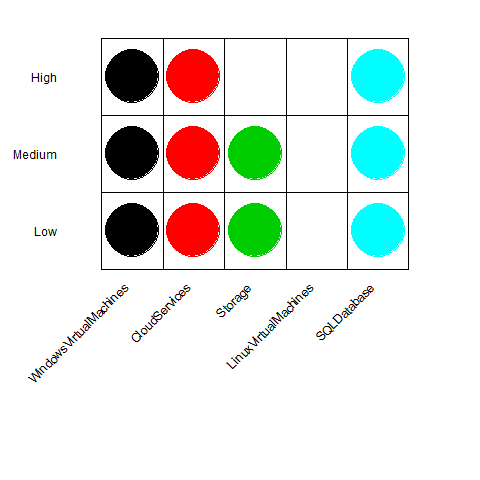 High
Medium
Low
WindowsVirtualMachines
CloudServices
Storage
LinuxVirtualMachines
SQLDatabase